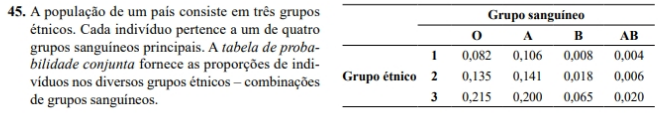 45. A população de um país consiste em três grupos
étnicos. Cada indivíduo pertence a um de quatro
grupos sanguíneos principais. A tabela de proba-
bilidade conjunta fornece as proporções de indi-
víduos nos diversos grupos étnicos – combinações
de grupos sanguíneos.
Grupo sanguíneo
O A B AB
1 0,082 0,106 0,008 0,004
Grupo étnico 2 0,135 0,141 0,018 0,006
3 0,215 0,200 0,065 0,020